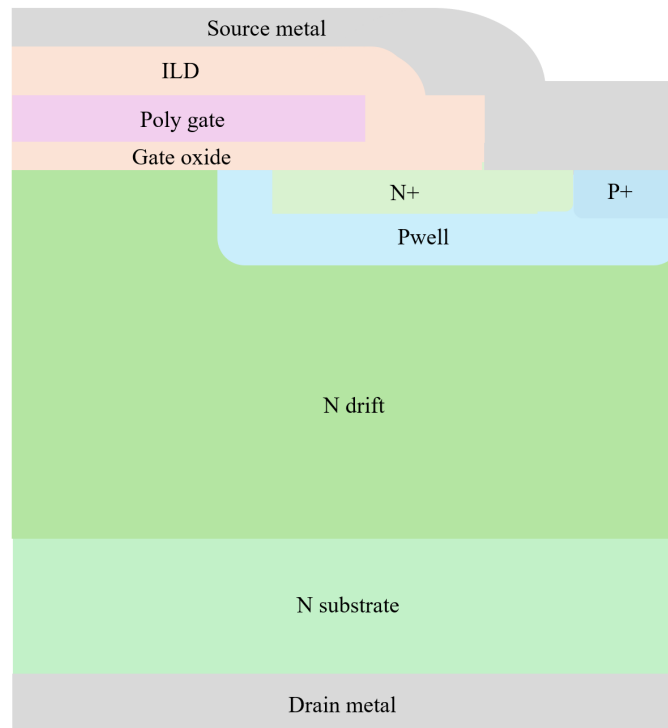 Source metal
ILD
Poly gate
Gate oxide
N+
P+
Pwell
N drift
N substrate
Drain metal